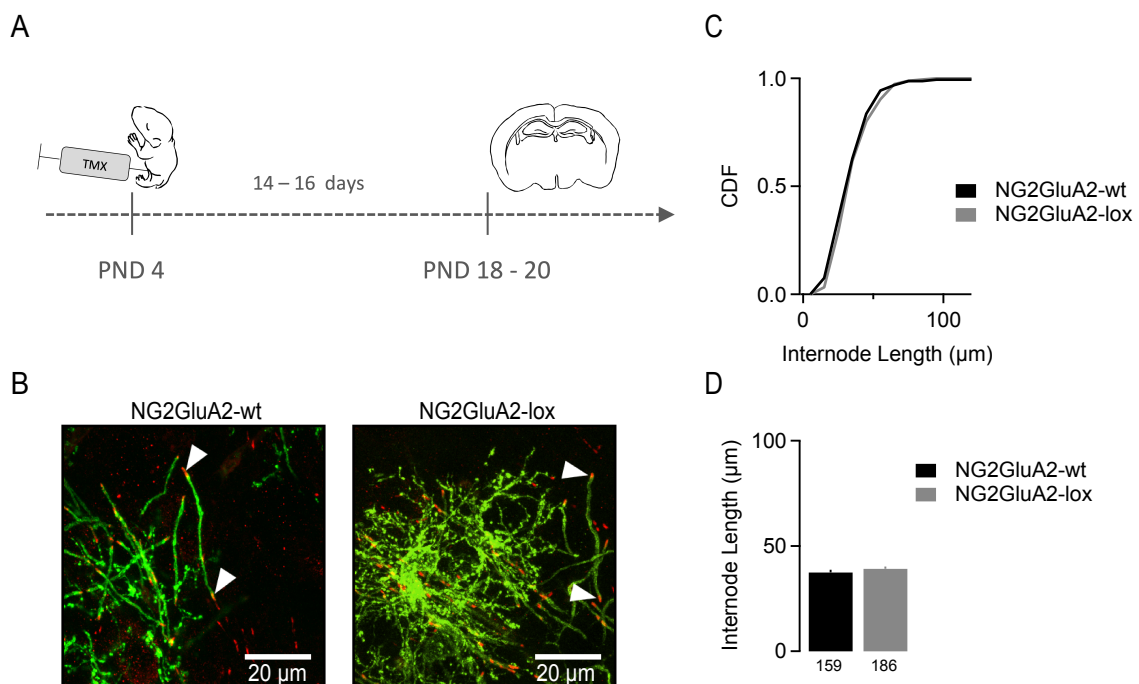 A
TMX
14 – 16 days
PND 4
PND 18 - 20
B
NG2GluA2-wt
NG2GluA2-lox
20 µm
20 µm
C
1.0
0.5
0.0
CDF
0
100
Internode Length (µm)
NG2GluA2-wt
NG2GluA2-lox
D
100
50
0
Internode Length (µm)
159
186
NG2GluA2-wt
NG2GluA2-lox